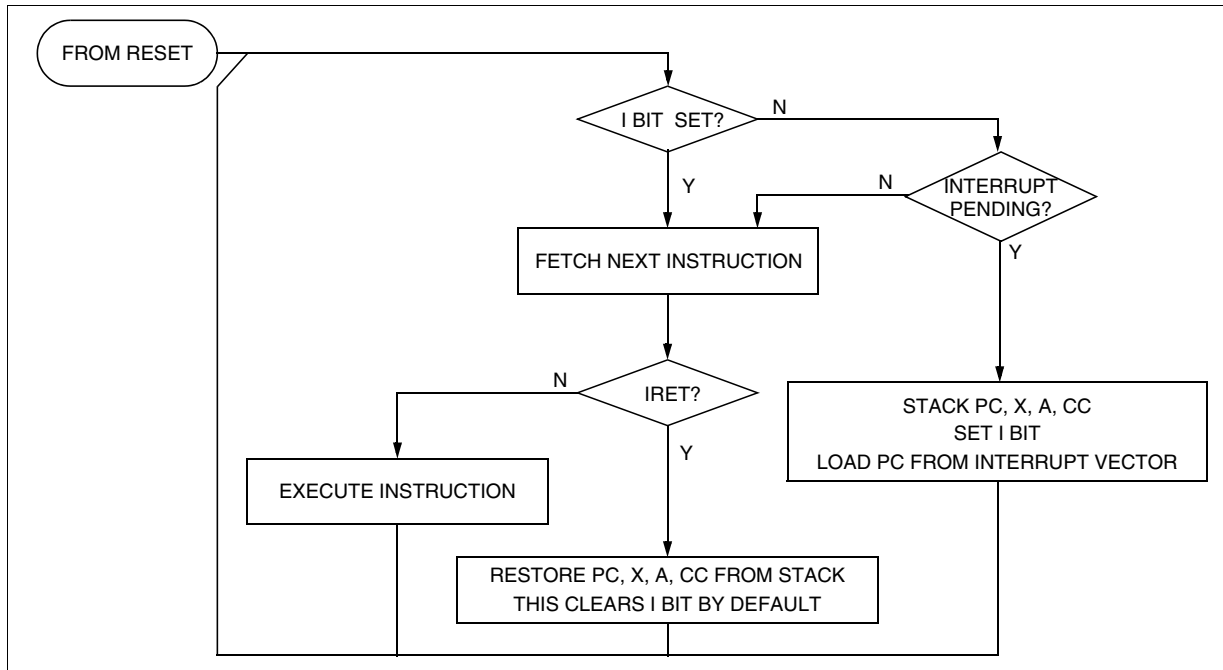 FROM RESET
I BIT SET?
N
Y
INTERRUPT
PENDING?
N
Y
FETCH NEXT INSTRUCTION
IRET?
N
Y
STACK PC, X, A, CC
SET I BIT
LOAD PC FROM INTERRUPT VECTOR
EXECUTE INSTRUCTION
RESTORE PC, X, A, CC FROM STACK
THIS CLEARS I BIT BY DEFAULT